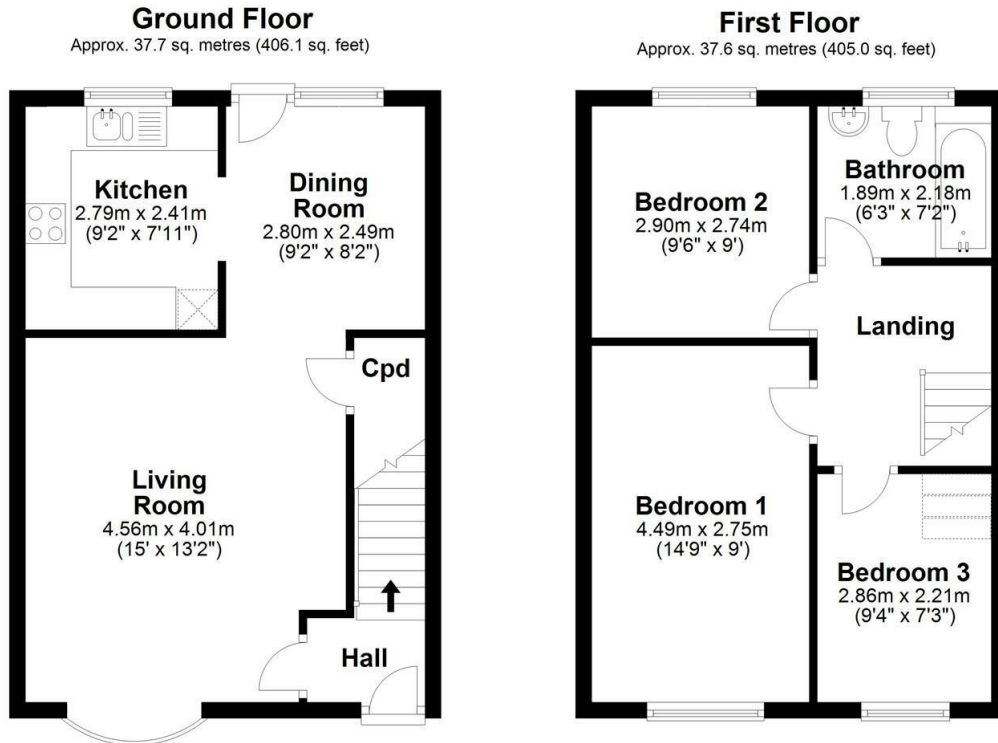 Ground Floor
Approx. 37.7 sq. metres (406.1 sq. feet)
Kitchen
2.79m x 2.41m
(9'2" x 7'11")
Dining
Room
2.80m x 2.49m
(9'2" x 8'2")
Cpd
Living
Room
4.56m x 4.01m
(15' x 13'2")
Hall
First Floor
Approx. 37.6 sq. metres (405.0 sq. feet)
Bedroom 2
2.90m x 2.74m
(9'6" x 9')
Bathroom
1.89m x 2.18m
(6'3" x 7'2")
Landing
Bedroom 1
4.49m x 2.75m
(14'9" x 9')
Bedroom 3
2.86m x 2.21m
(9'4" x 7'3")